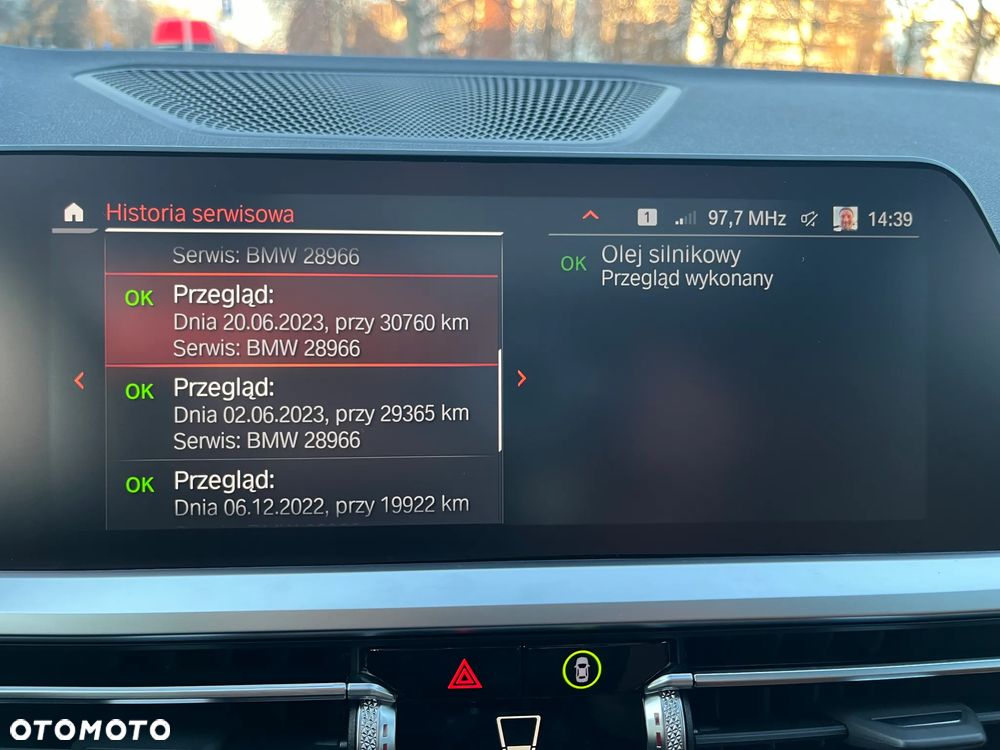 Historia serwisowa
1 97,7 MHz 14:39
Serwis: BMW 28966
OK Przegląd:
Dnia 20.06.2023, przy 30760 km
Serwis: BMW 28966
OK Przegląd:
Dnia 02.06.2023, przy 29365 km
Serwis: BMW 28966
OK Przegląd:
Dnia 06.12.2022, przy 19922 km
OK Olej silnikowy
Przegląd wykonany
OTOMOTO